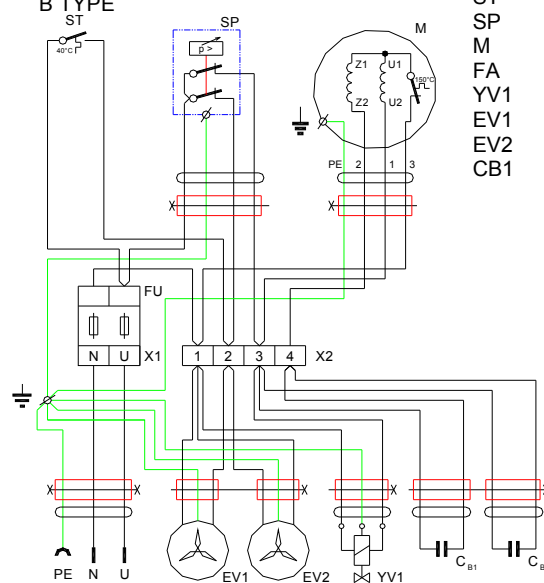 B TYPE
ST
SP
M
ST
SP
M
FA
YV1
EV1
EV2
CB1
40°C
p >
Z1
U1
150°C
Z2
U2
PE 2 1 3
X
X
FU
N U X1
1 2 3 4 X2
X
X
X
X
X
X
X
X
PE N U
EV1
EV2
YV1
C B1
C B